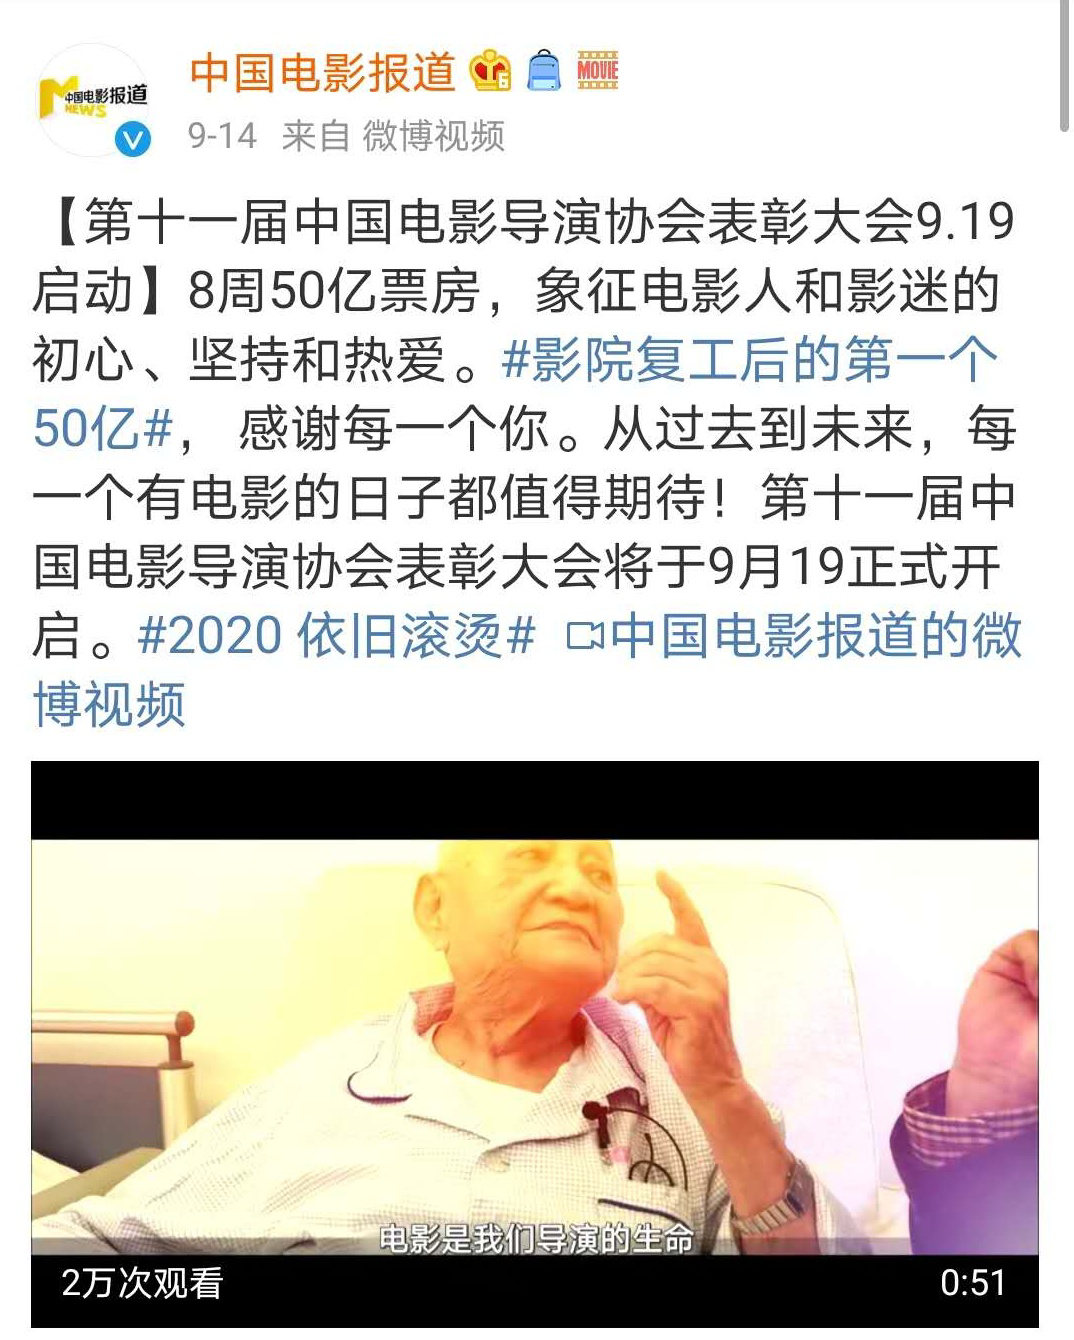 中国电影报道 6 MOVIE
M 中国电影报道
NEWS
V
9-14 来自 微博视频
【第十一届中国电影导演协会表彰大会9.19
启动】8周50亿票房，象征电影人和影迷的
初心、坚持和热爱。#影院复工后的第一个
50亿#， 感谢每一个你。从过去到未来，每
一个有电影的日子都值得期待！第十一届中
国电影导演协会表彰大会将于9月19正式开
启。#2020 依旧滚烫# 中国电影报道的微
博视频
电影是我们导演的生命
2万次观看 0:51